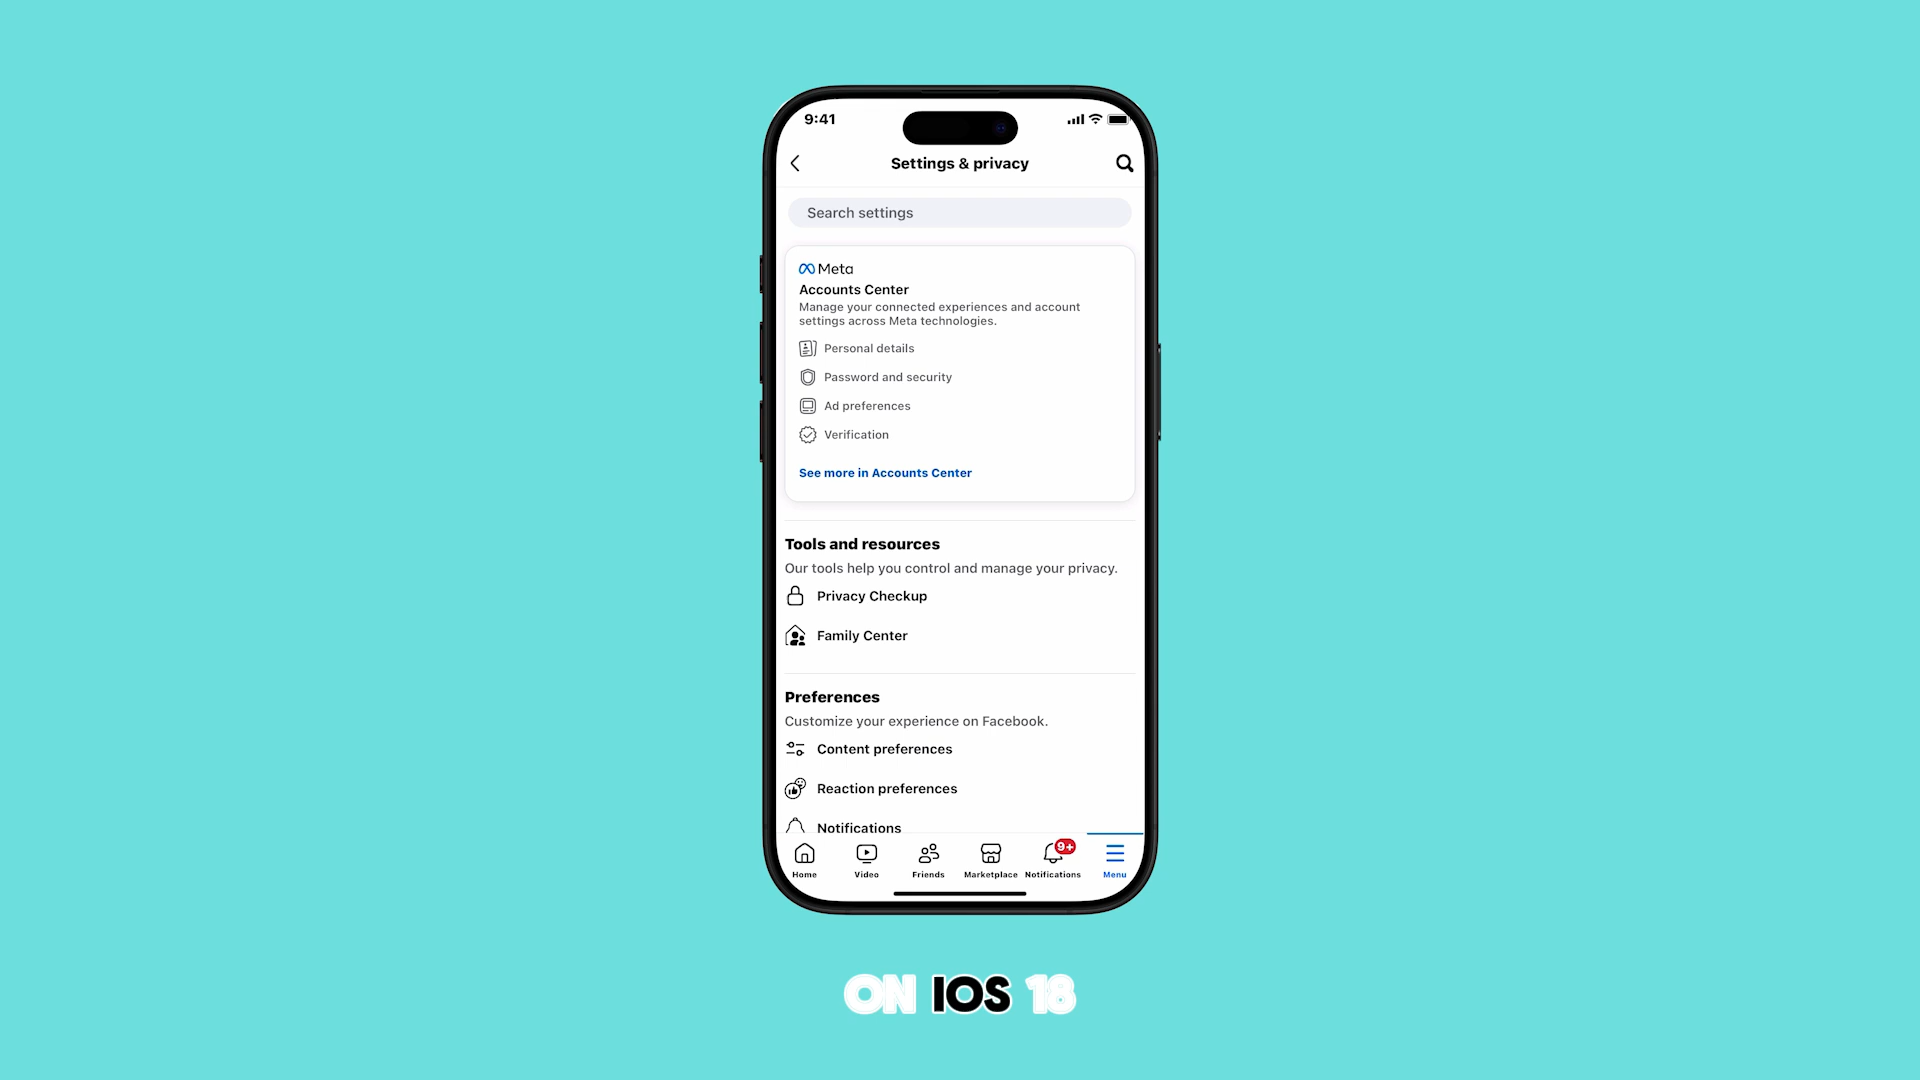 9:41
Settings & privacy
Search settings
Meta
Accounts Center
Manage your connected experiences and account
settings across Meta technologies.
Personal details
Password and security
Ad preferences
Verification
See more in Accounts Center
Tools and resources
Our tools help you control and manage your privacy.
Privacy Checkup
Family Center
Preferences
Customize your experience on Facebook.
Content preferences
Reaction preferences
Notifications
9+
Home Video Friends Marketplace Notifications Menu
ON IOS 18